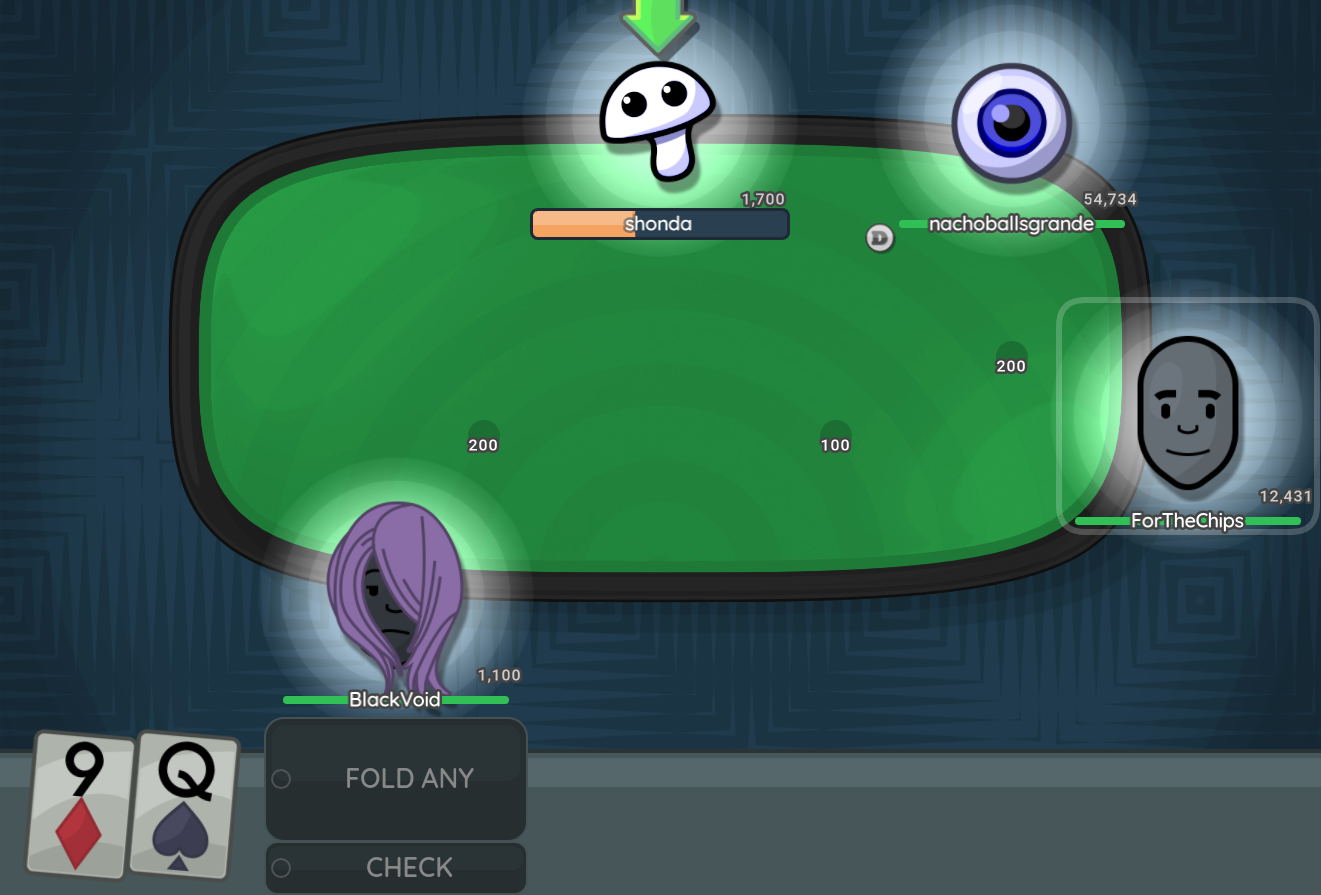 1,700
shonda
54,734
nachoballsgrande
D
200
200
100
12,431
ForTheChips
1,100
BlackVoid
9
Q
FOLD ANY
CHECK